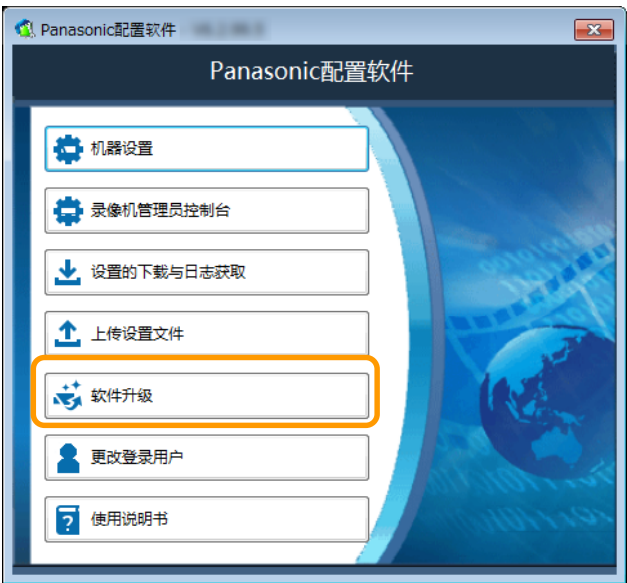 Panasonic配置软件
Panasonic配置软件
机器设置
录像机管理员控制台
设置的下载与日志获取
上传设置文件
软件升级
更改登录用户
使用说明书